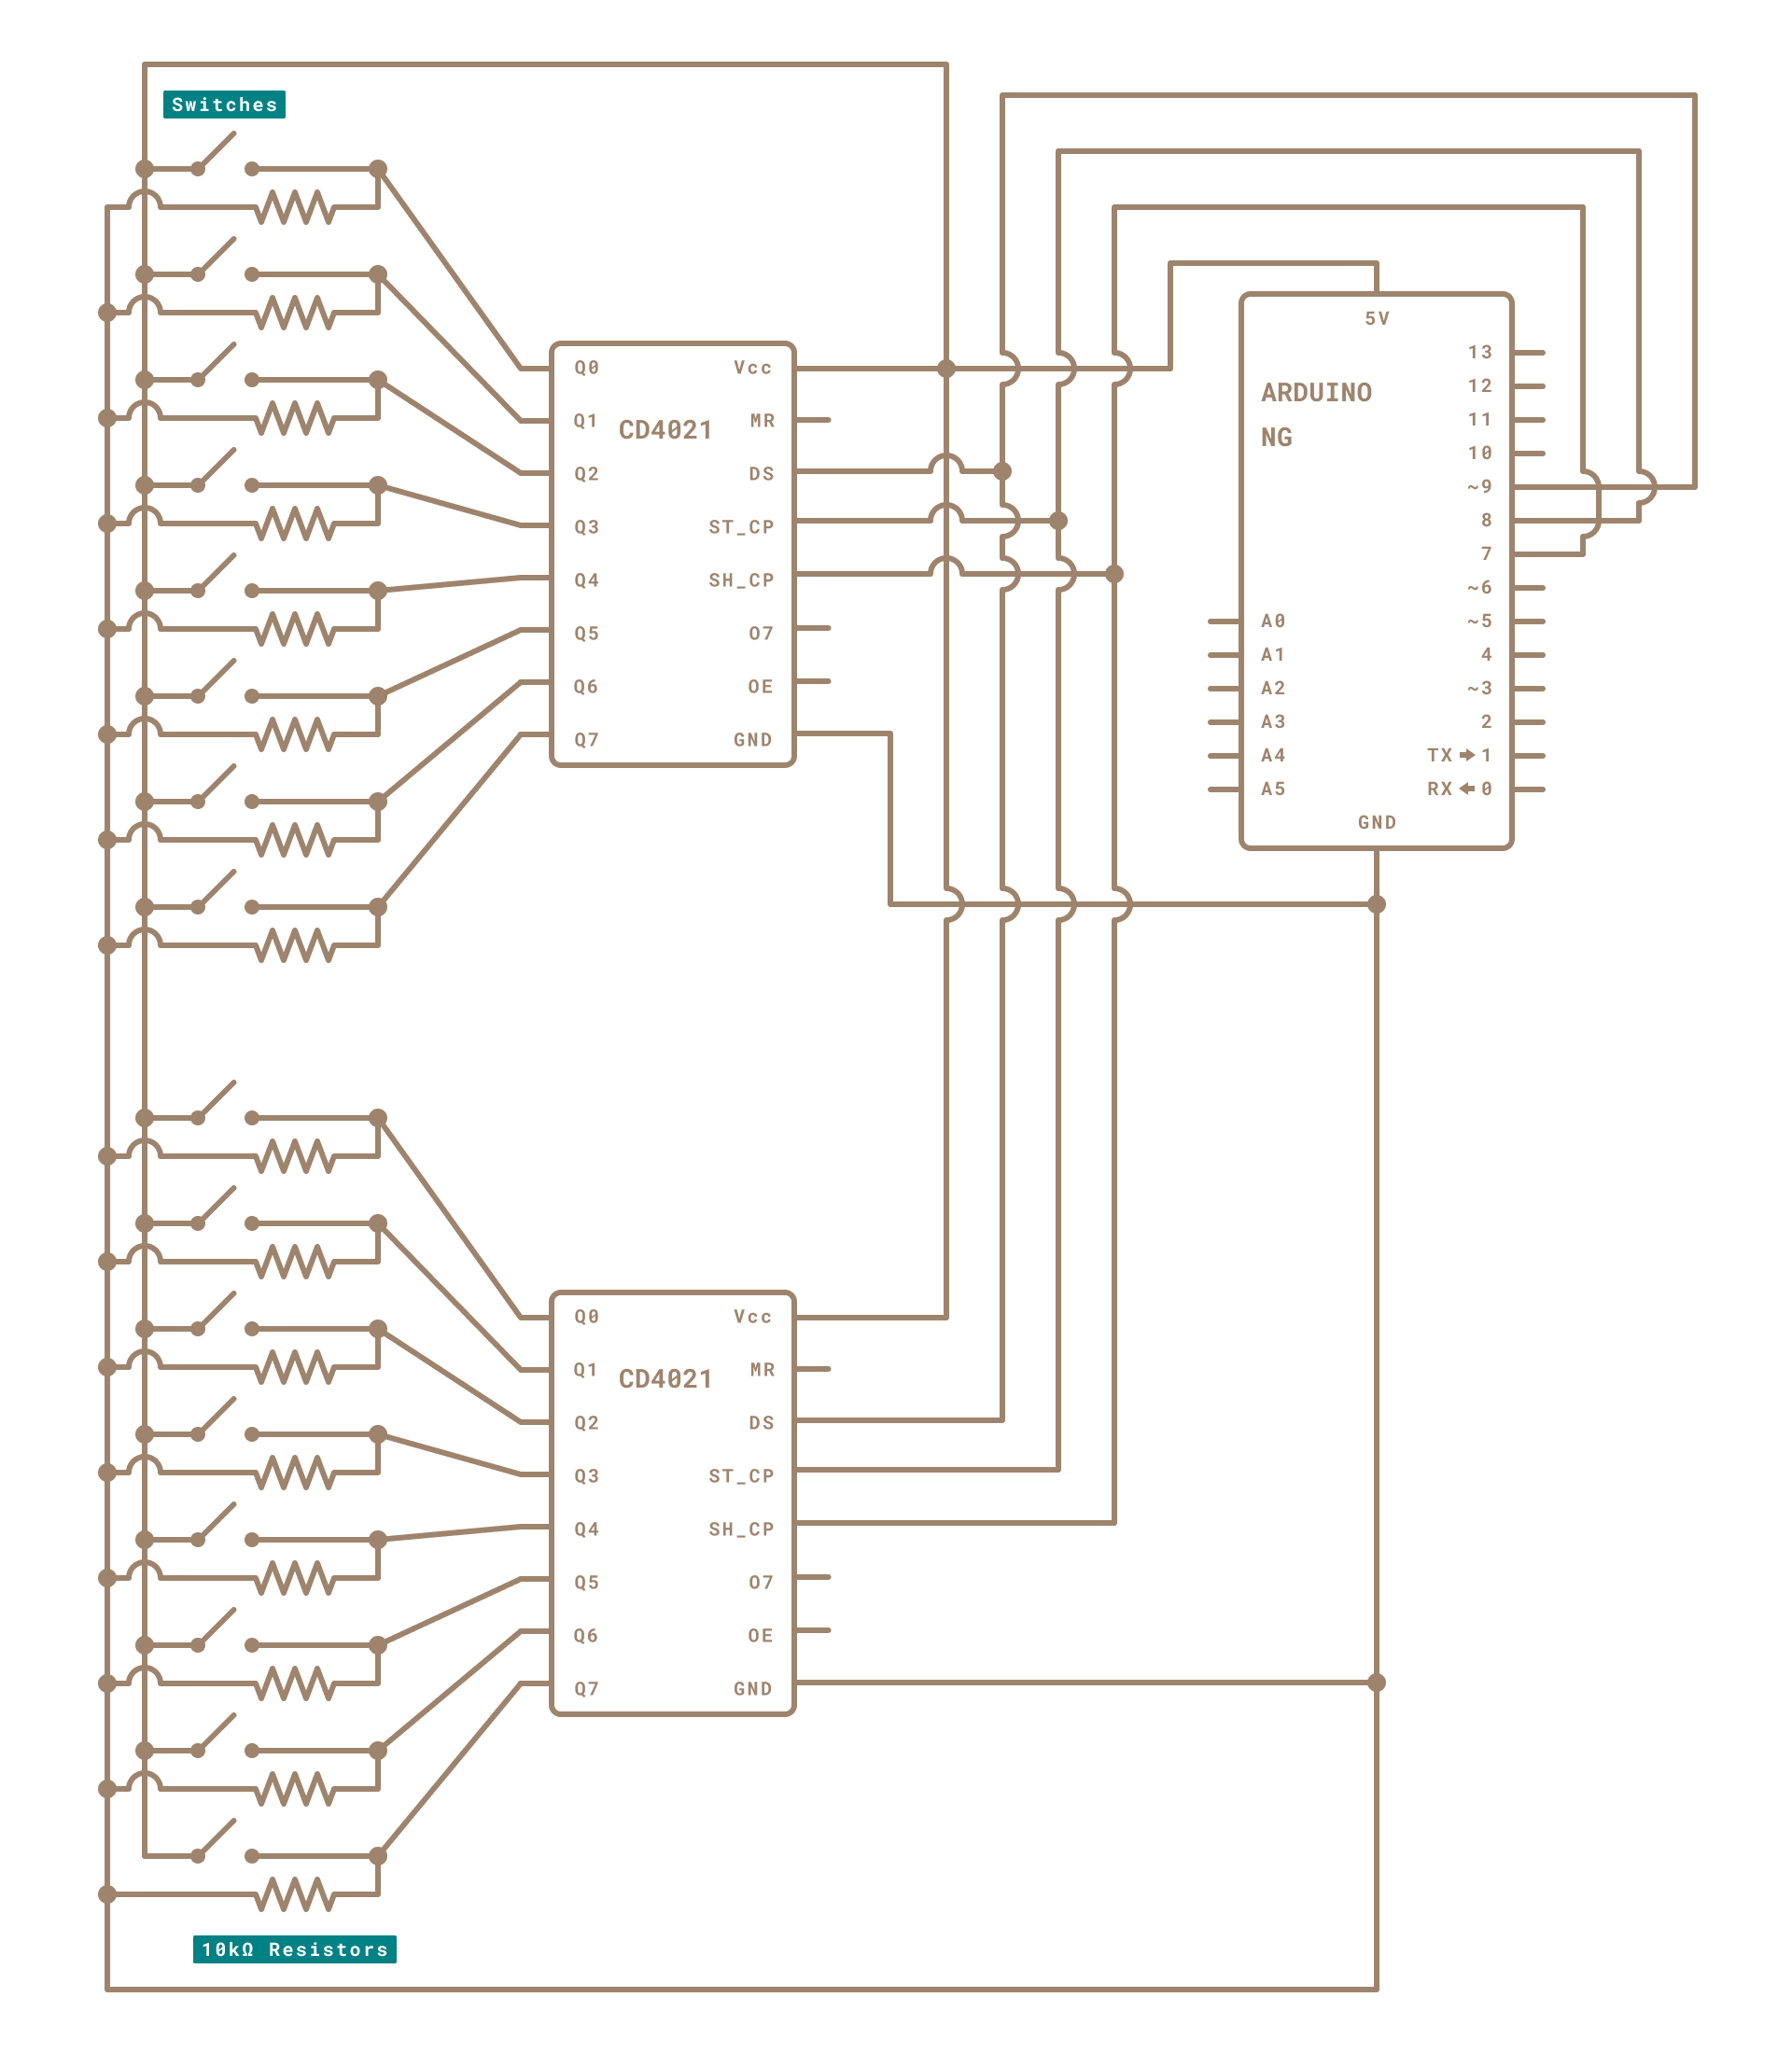 Switches
Q0
Q1
Q2
Q3
Q4
Q5
Q6
Q7
CD4021
Vcc
MR
DS
ST_CP
SH_CP
O7
OE
GND
5V
ARDUINO
NG
13
12
11
10
~9
8
7
~6
~5
4
~3
2
TX 1
RX 0
A0
A1
A2
A3
A4
A5
GND
Q0
Q1
Q2
Q3
Q4
Q5
Q6
Q7
CD4021
Vcc
MR
DS
ST_CP
SH_CP
O7
OE
GND
10kΩ Resistors